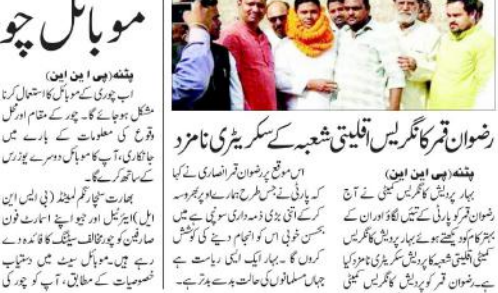 موبائل چو
پٹنہ (پی این این)
اب چوری کے موبائل کا استعمال کرنا
مشکل ہو جائے گا۔ چور کے مقام اور محل
وقوع کی معلومات کے بارے میں
جانکاری، آپ کا موبائل دوسرے یوزرس
کے ساتھ کرے گا۔
بھارت سنچار نگم لمیٹڈ (بی ایس این
ایل) ایئرٹیل اور جیو اپنے اسمارٹ فون
صارفین کو چور مخالف سیٹنگ کا فائدہ دے
رہے ہیں۔ موبائل سیٹ میں دستیاب
خصوصیات کے مطابق، آپ کو چور کی
رضوان قمر کانگریس اقلیتی شعبہ کے سکریٹری نامزد
پٹنہ (پی این این)
بہار پردیش کانگریس کمیٹی نے آج
رضوان قمر کو پارٹی کے تئیں لگاؤ اور ان کے
بہتر کام کو دیکھتے ہوئے بہار پردیش کانگریس
کمیٹی اقلیتی شعبہ کا پردیش سکریٹری نامزد کیا
ہے۔ رضوان قمر کو پردیش کانگریس کمیٹی
اس موقع پر رضوان قمر انصاری نے کہا
کہ پارٹی نے جس طرح ہمارے اوپر بھروسہ
کر کے اتنی بڑی ذمہ داری سونپی ہے میں
بحسن خوبی اس کو انجام دینے کی کوشش
کروں گا۔ بہار ایک ایسی ریاست ہے
جہاں مسلمانوں کی حالت بد سے بدتر ہے۔